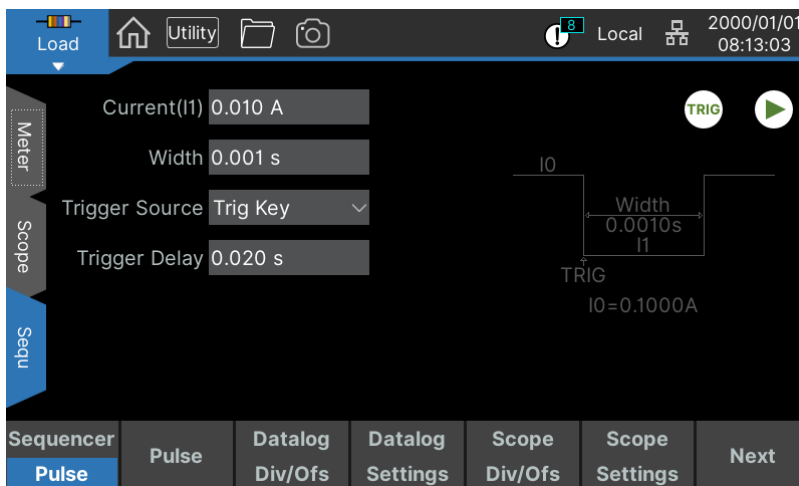 Load
Utility
8
Local
2000/01/01
08:13:03
Meter
Scope
Sequ
Current(I1) 0.010 A
Width 0.001 s
Trigger Source Trig Key
Trigger Delay 0.020 s
TRIG
I0
Width
0.0010s
I1
TRIG
I0=0.1000A
Sequencer
Pulse
Pulse
Datalog
Div/Ofs
Datalog
Settings
Scope
Div/Ofs
Scope
Settings
Next